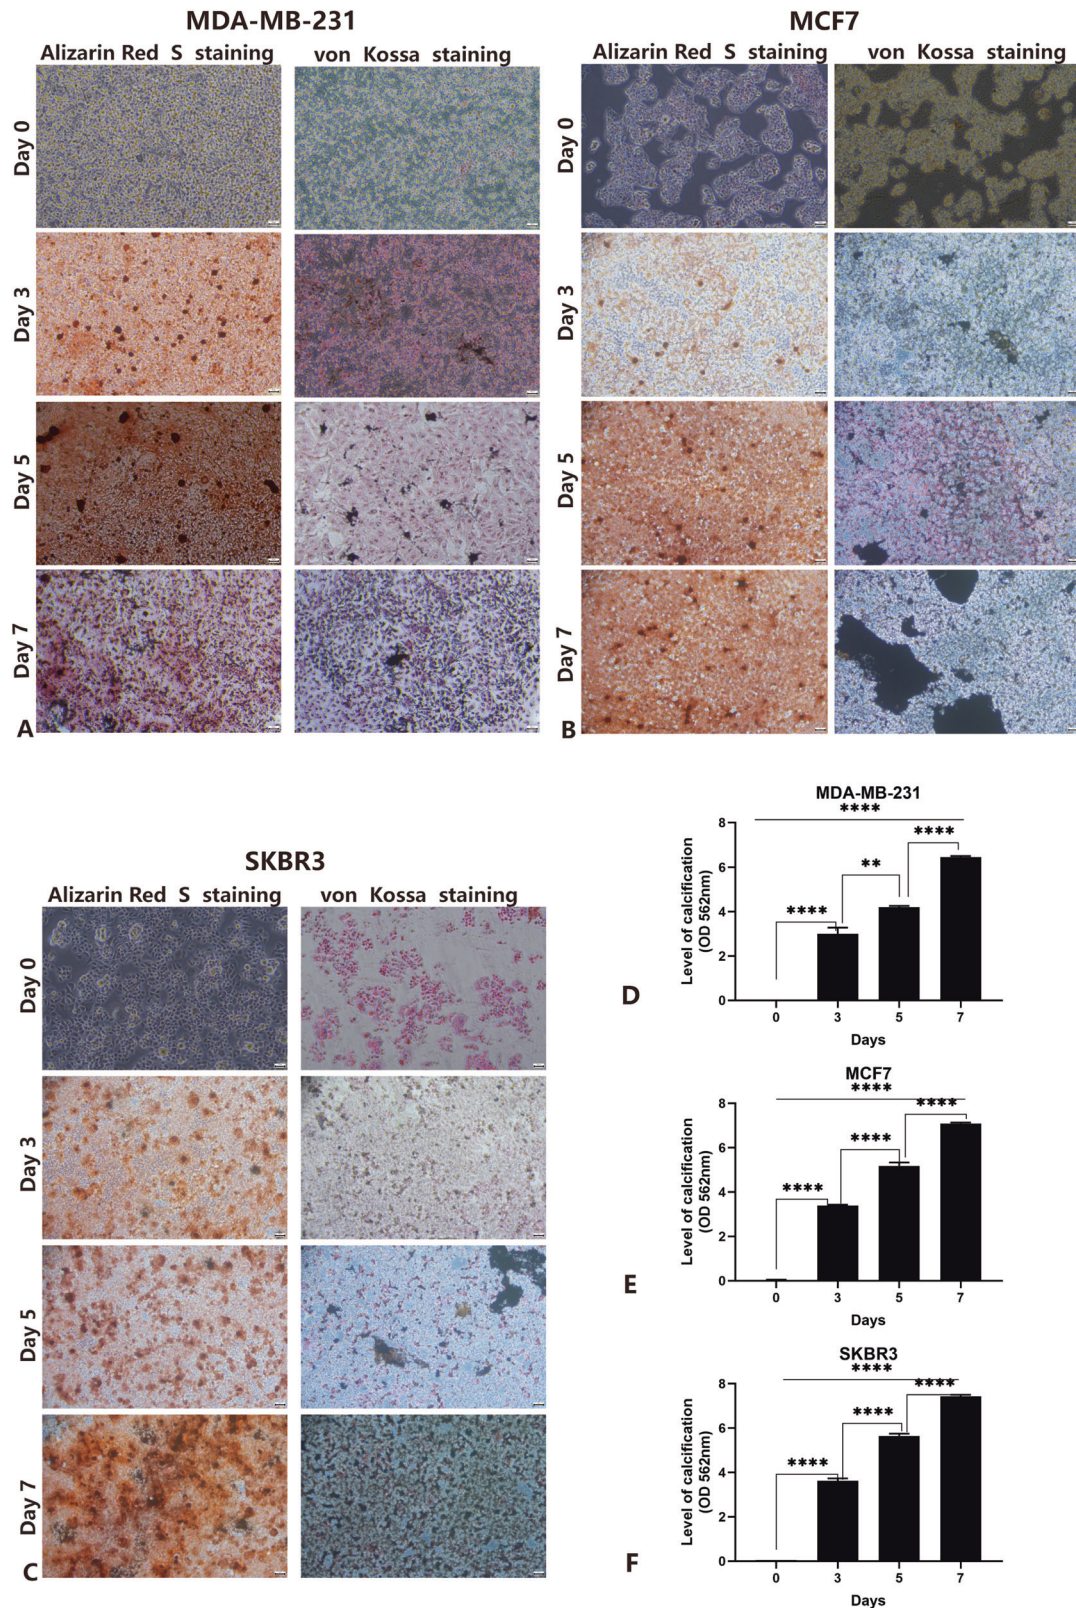 MDA-MB-231
Alizarin Red S staining
von Kossa staining
Day 0
Day 3
Day 5
Day 7
A
MCF7
Alizarin Red S staining
von Kossa staining
Day 0
Day 3
Day 5
Day 7
B
SKBR3
Alizarin Red S staining
von Kossa staining
Day 0
Day 3
Day 5
Day 7
C
MDA-MB-231
****
****
**
****
Level of calcification
(OD 562nm)
8
6
4
2
0
0 3 5 7
Days
D
MCF7
****
****
****
****
Level of calcification
(OD 562nm)
8
6
4
2
0
0 3 5 7
Days
E
SKBR3
****
****
****
****
Level of calcification
(OD 562nm)
8
6
4
2
0
0 3 5 7
Days
F